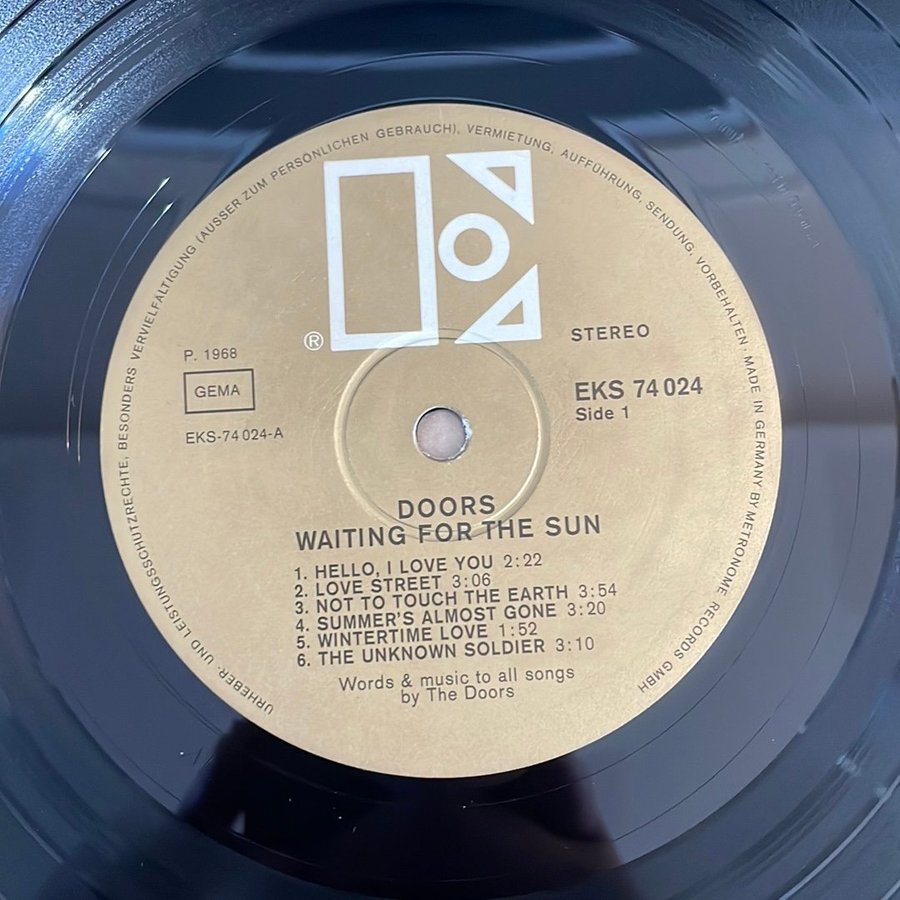 URHEBER- UND LEISTUNGSSCHUTZRECHTE, BESONDERS VERVIELFÄLTIGUNG (AUSSER ZUM PERSÖNLICHEN GEBRAUCH), VERMIETUNG, AUFFÜHRUNG, SENDUNG, VORBEHALTEN · MADE IN GERMANY BY METRONOME RECORDS GMBH
®
P. 1968
GEMA
EKS-74 024-A
STEREO
EKS 74 024
Side 1
DOORS
WAITING FOR THE SUN
1. HELLO, I LOVE YOU 2:22
2. LOVE STREET 3:06
3. NOT TO TOUCH THE EARTH 3:54
4. SUMMER'S ALMOST GONE 3:20
5. WINTERTIME LOVE 1:52
6. THE UNKNOWN SOLDIER 3:10
Words & music to all songs
by The Doors